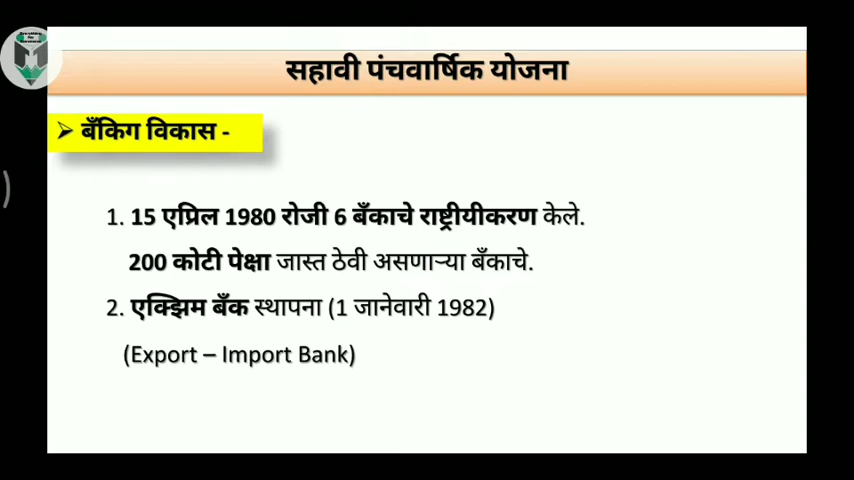 सहावी पंचवार्षिक योजना
➢ बँकिग विकास -
1. 15 एप्रिल 1980 रोजी 6 बँकाचे राष्ट्रीयीकरण केले.
200 कोटी पेक्षा जास्त ठेवी असणाऱ्या बँकाचे.
2. एक्झिम बँक स्थापना (1 जानेवारी 1982)
(Export – Import Bank)